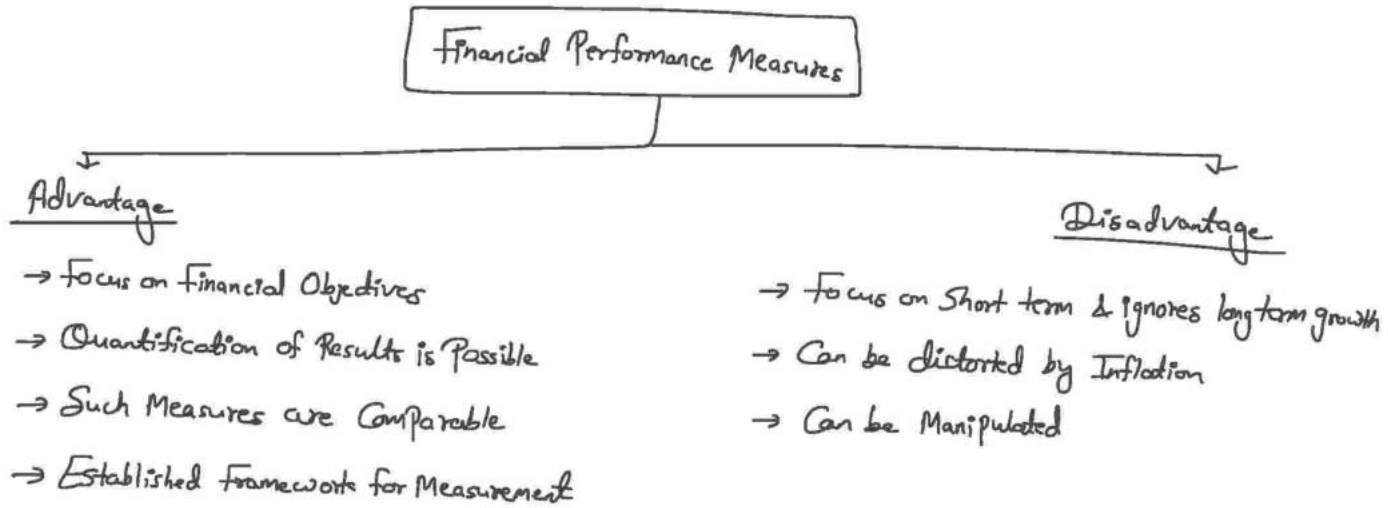 Financial Performance Measures
Advantage
→ Focus on Financial Objectives
→ Quantification of Results is Possible
→ Such Measures are Comparable
→ Established Framework for Measurement
Disadvantage
→ Focus on Short term & ignores long term growth
→ Can be distorted by Inflation
→ Can be Manipulated